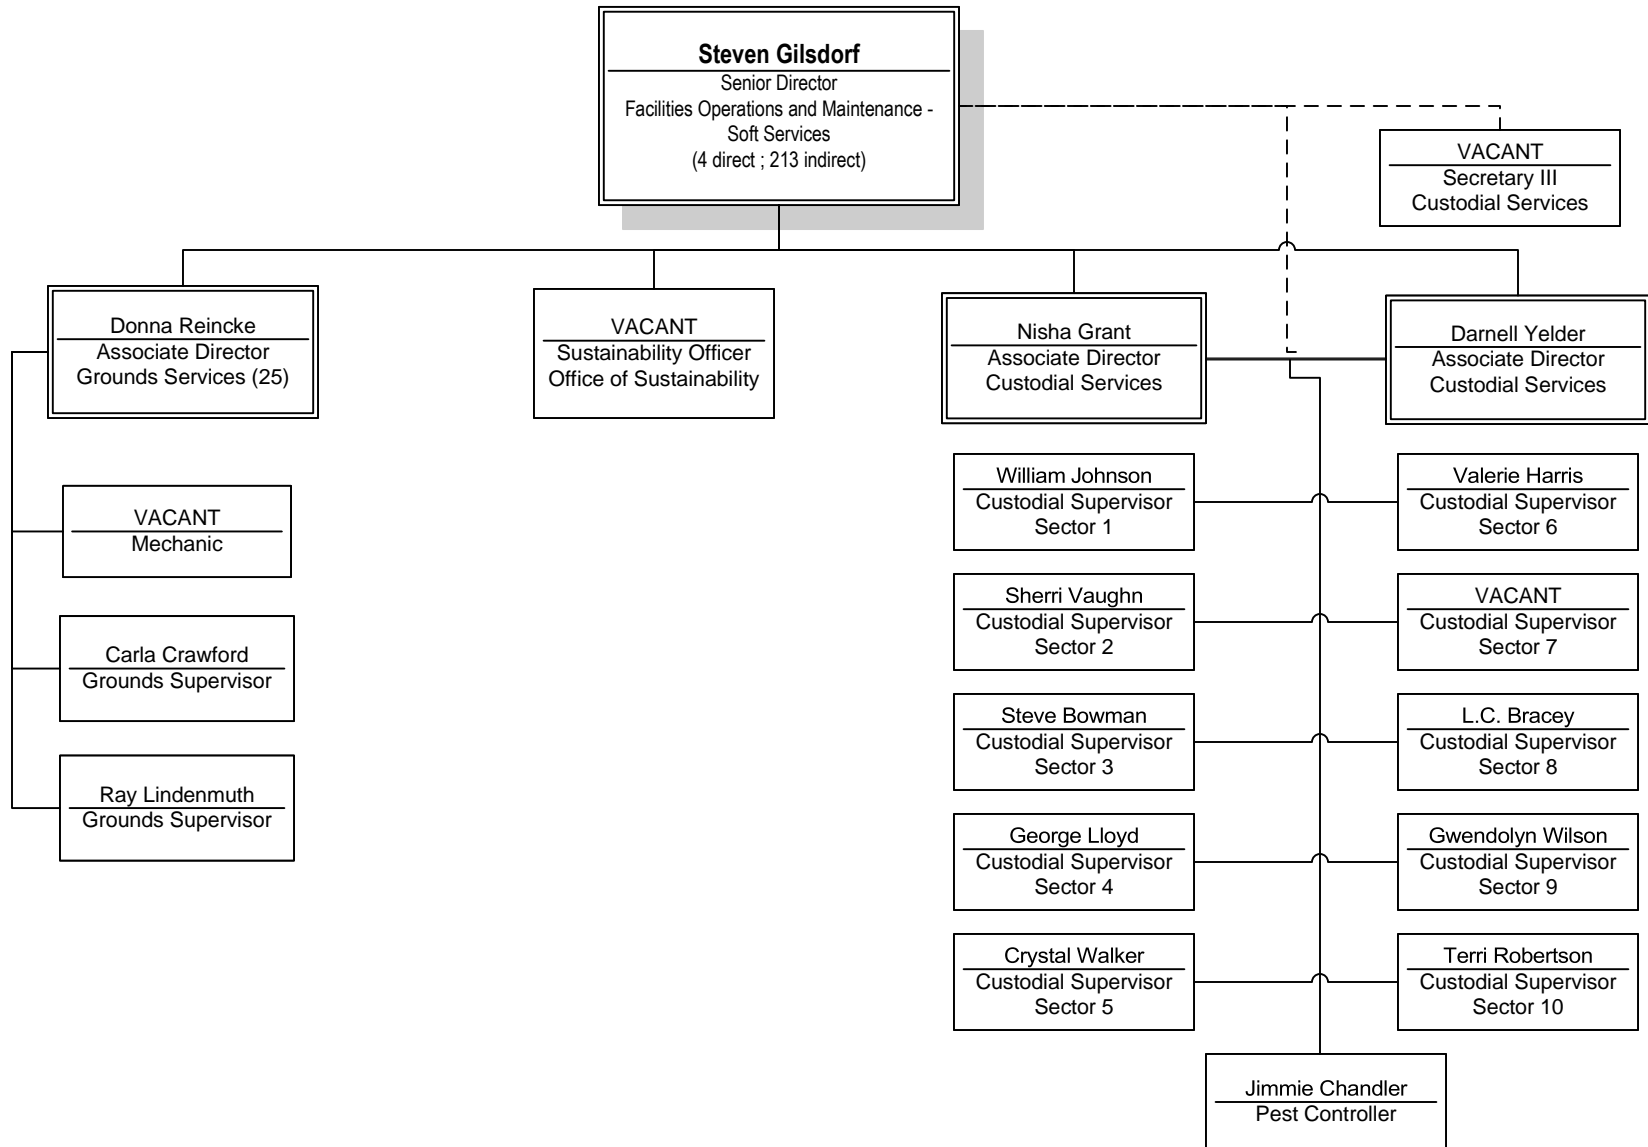 Steven Gilsdorf
Senior Director
Facilities Operations and Maintenance -
Soft Services
(4 direct ; 213 indirect)
VACANT
Secretary III
Custodial Services
Donna Reincke
Associate Director
Grounds Services (25)
VACANT
Sustainability Officer
Office of Sustainability
Nisha Grant
Associate Director
Custodial Services
Darnell Yelder
Associate Director
Custodial Services
VACANT
Mechanic
Carla Crawford
Grounds Supervisor
Ray Lindenmuth
Grounds Supervisor
William Johnson
Custodial Supervisor
Sector 1
Valerie Harris
Custodial Supervisor
Sector 6
Sherri Vaughn
Custodial Supervisor
Sector 2
VACANT
Custodial Supervisor
Sector 7
Steve Bowman
Custodial Supervisor
Sector 3
L.C. Bracey
Custodial Supervisor
Sector 8
George Lloyd
Custodial Supervisor
Sector 4
Gwendolyn Wilson
Custodial Supervisor
Sector 9
Crystal Walker
Custodial Supervisor
Sector 5
Terri Robertson
Custodial Supervisor
Sector 10
Jimmie Chandler
Pest Controller